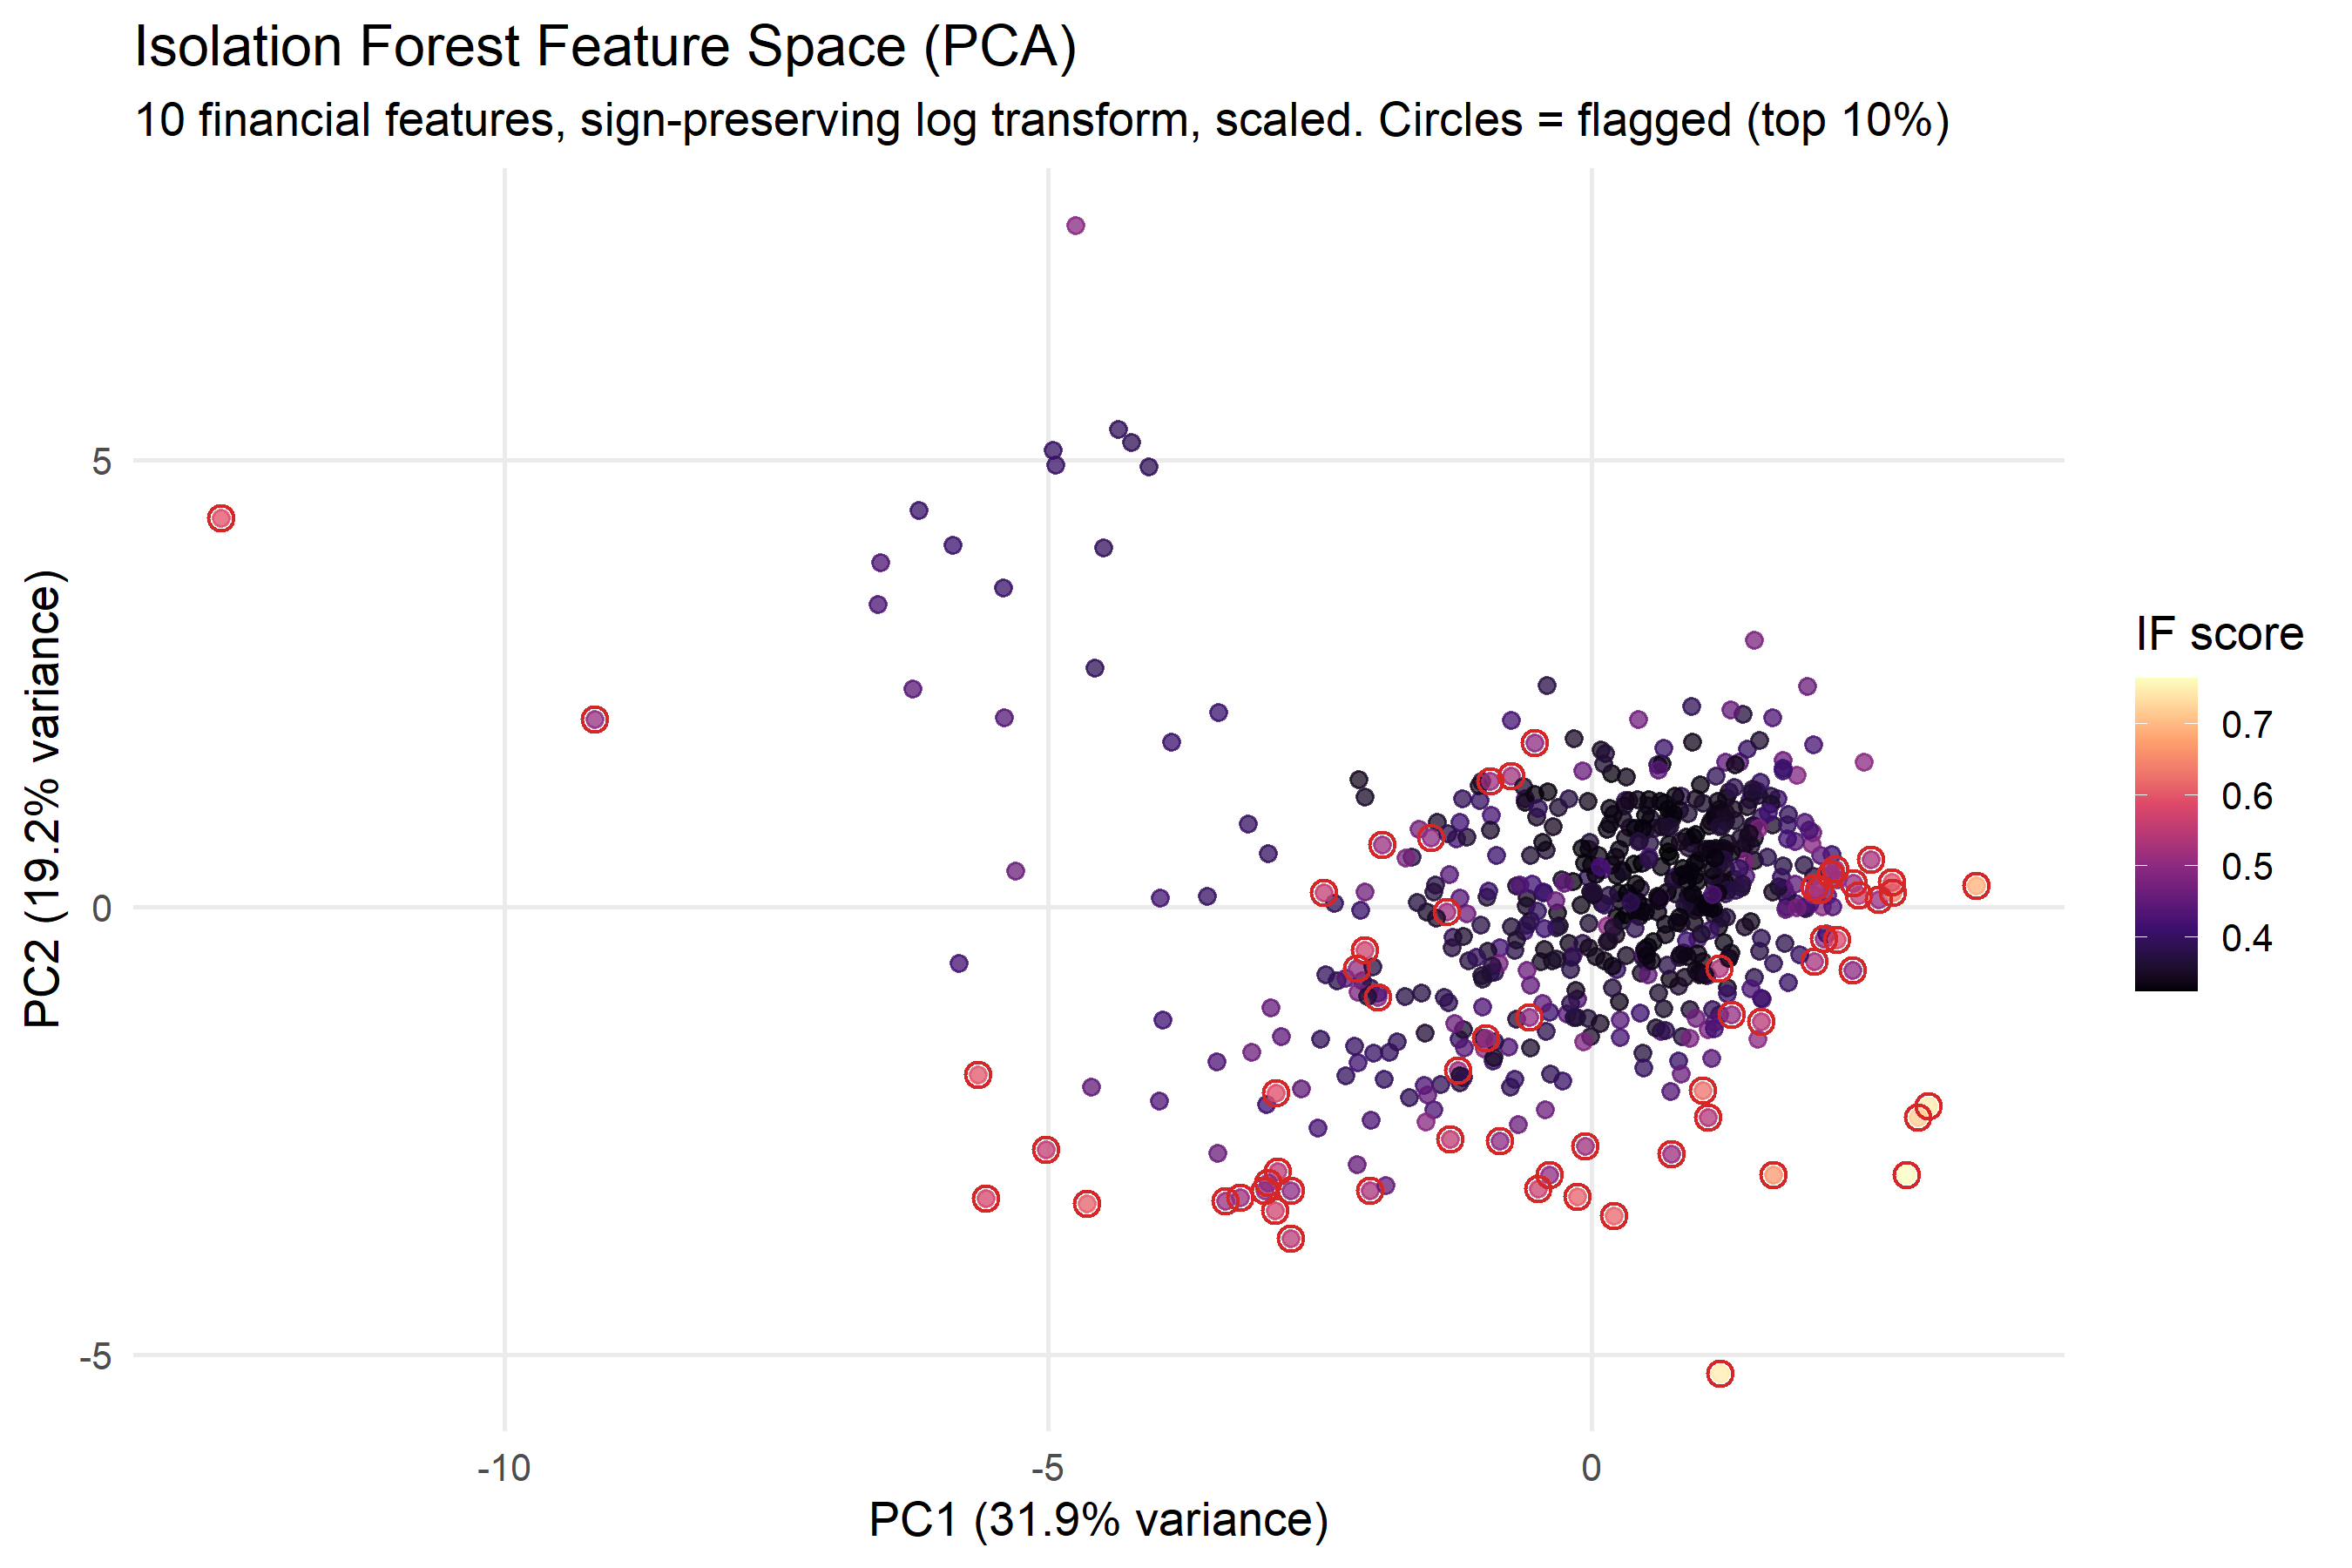 Isolation Forest Feature Space (PCA)
10 financial features, sign-preserving log transform, scaled. Circles = flagged (top 10%)
PC2 (19.2% variance)
5
0
-5
-10
-5
0
PC1 (31.9% variance)
IF score
0.7
0.6
0.5
0.4